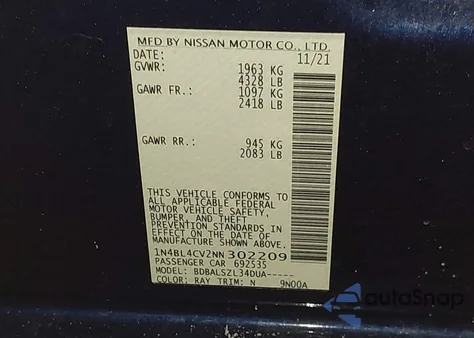 MFD BY NISSAN MOTOR CO., LTD.
DATE: 11/21
GVWR: 1963 KG
4328 LB
GAWR FR.: 1097 KG
2418 LB
GAWR RR.: 945 KG
2083 LB
THIS VEHICLE CONFORMS TO
ALL APPLICABLE FEDERAL
MOTOR VEHICLE SAFETY,
BUMPER, AND THEFT
PREVENTION STANDARDS IN
EFFECT ON THE DATE OF
MANUFACTURE SHOWN ABOVE.
1N4BL4CV2NN302209
PASSENGER CAR 692535
MODEL: BDBALSZL34DUA-----
COLOR: RAY TRIM: N 9N00A
autoSnap